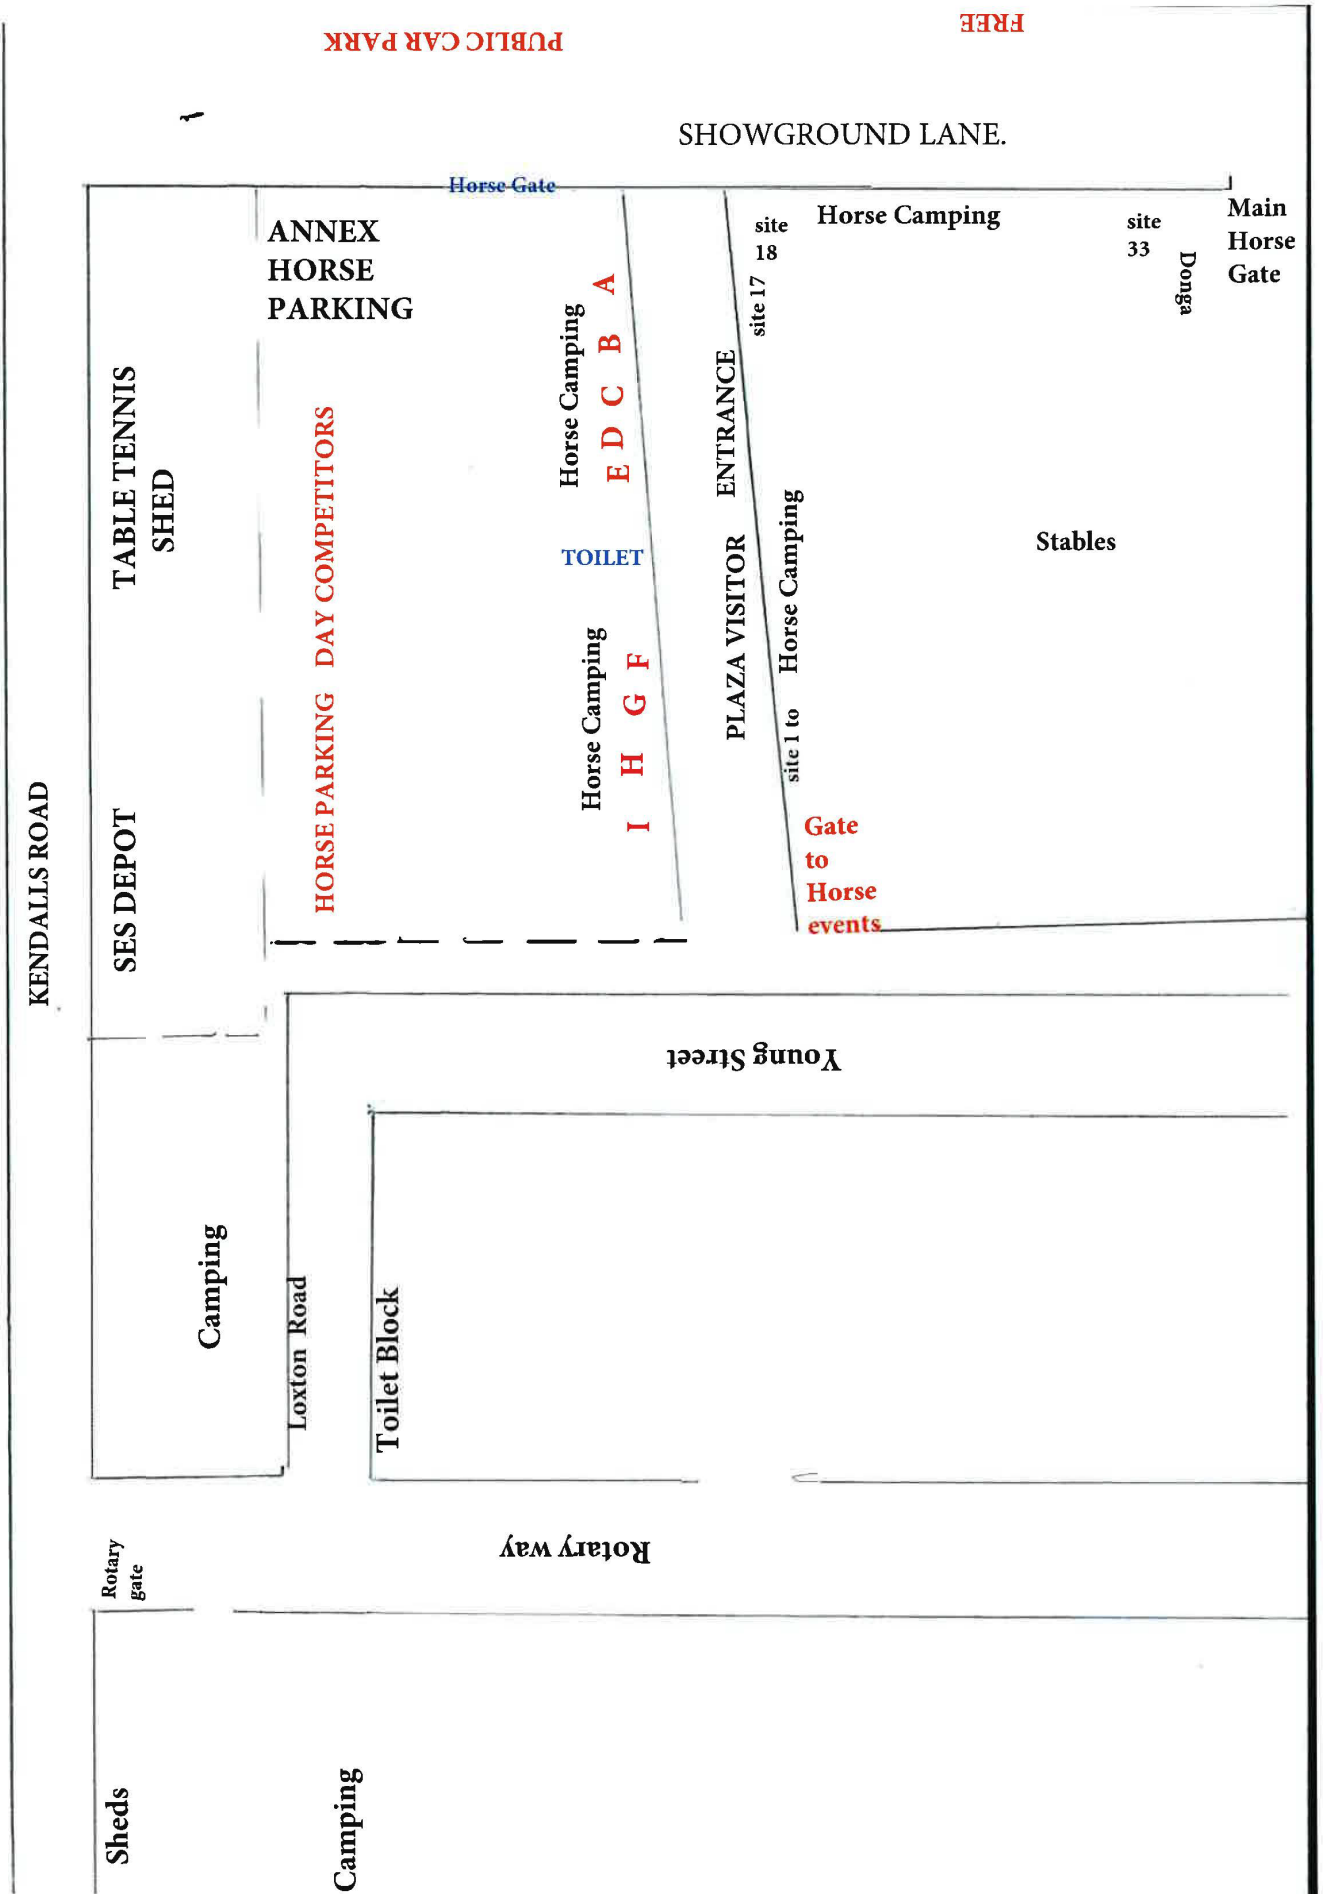 PUBLIC CAR PARK
FREE
SHOWGROUND LANE.
Horse Gate
ANNEX
HORSE
PARKING
site
18
Horse Camping
site
33
Main
Horse
Gate
Donga
site 17
Horse Camping
A
B
C
D
E
TABLE TENNIS
SHED
HORSE PARKING DAY COMPETITORS
TOILET
PLAZA VISITOR ENTRANCE
site 1 to Horse Camping
Stables
Horse Camping
F
G
H
I
KENDALLS ROAD
SES DEPOT
Gate
to
Horse
events
Young Street
Camping
Loxton Road
Toilet Block
Rotary way
Rotary
gate
Sheds
Camping